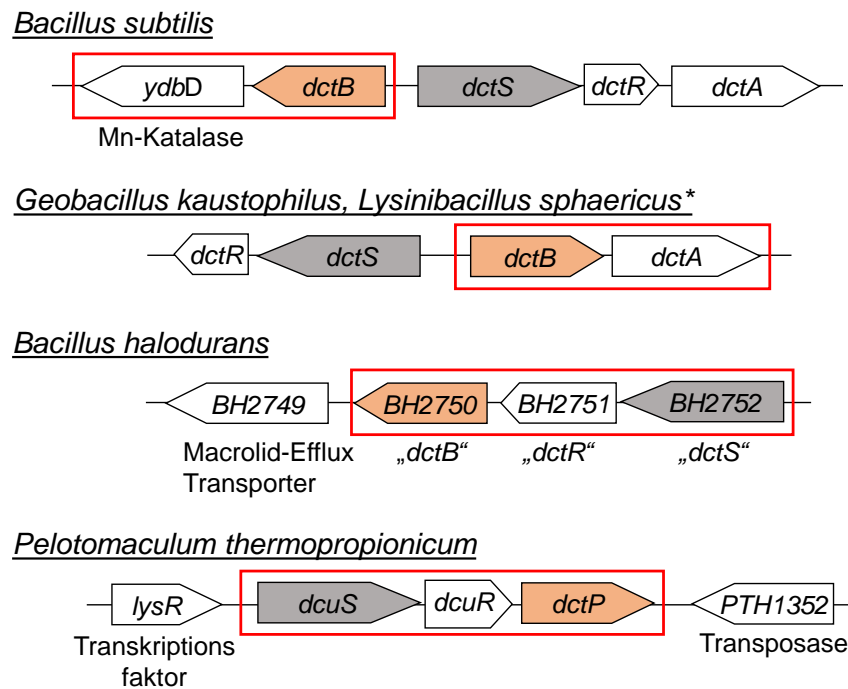 Bacillus subtilis
ydbD dctB dctS dctR dctA
Mn-Katalase
Geobacillus kaustophilus, Lysinibacillus sphaericus*
dctR dctS dctB dctA
Bacillus halodurans
BH2749 BH2750 BH2751 BH2752
Macrolid-Efflux „dctB“ „dctR“ „dctS“
Transporter
Pelotomaculum thermopropionicum
lysR dcuS dcuR dctP PTH1352
Transkriptions Transposase
faktor